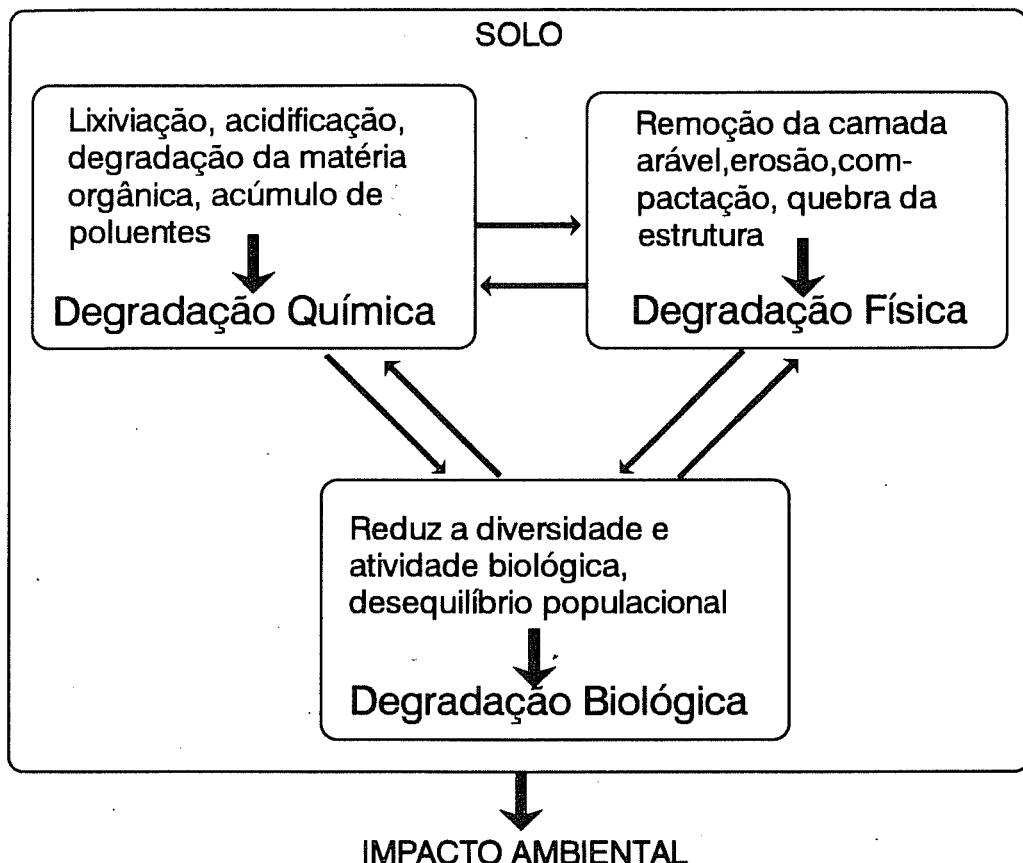 SOLO
Lixiviação, acidificação,
degradação da matéria
orgânica, acúmulo de
poluentes
Degradação Química
Remoção da camada
arável,erosão,com-
pactação, quebra da
estrutura
Degradação Física
Reduz a diversidade e
atividade biológica,
desequilíbrio populacional
Degradação Biológica
IMPACTO AMBIENTAL